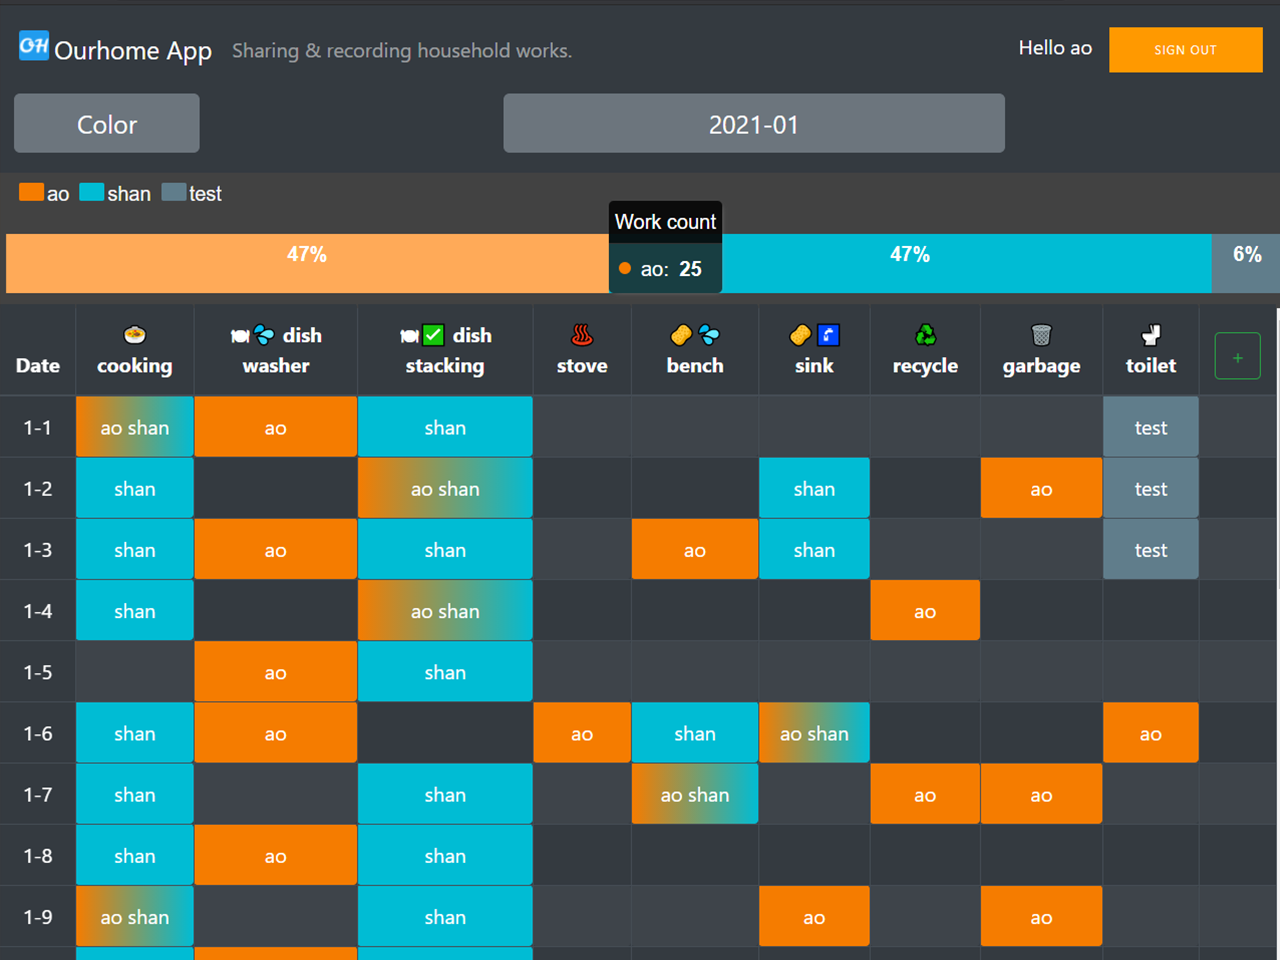 OH Ourhome App Sharing & recording household works. Hello ao SIGN OUT
Color 2021-01
ao shan test
Work count
47% 47% 6%
ao: 25
dish dish
Date cooking washer stacking stove bench sink recycle garbage toilet +
1-1 ao shan ao shan test
1-2 shan ao shan shan ao test
1-3 shan ao shan ao shan test
1-4 shan ao shan ao
1-5 ao shan
1-6 shan ao ao shan ao shan ao
1-7 shan shan ao shan ao ao
1-8 shan ao shan
1-9 ao shan shan ao ao